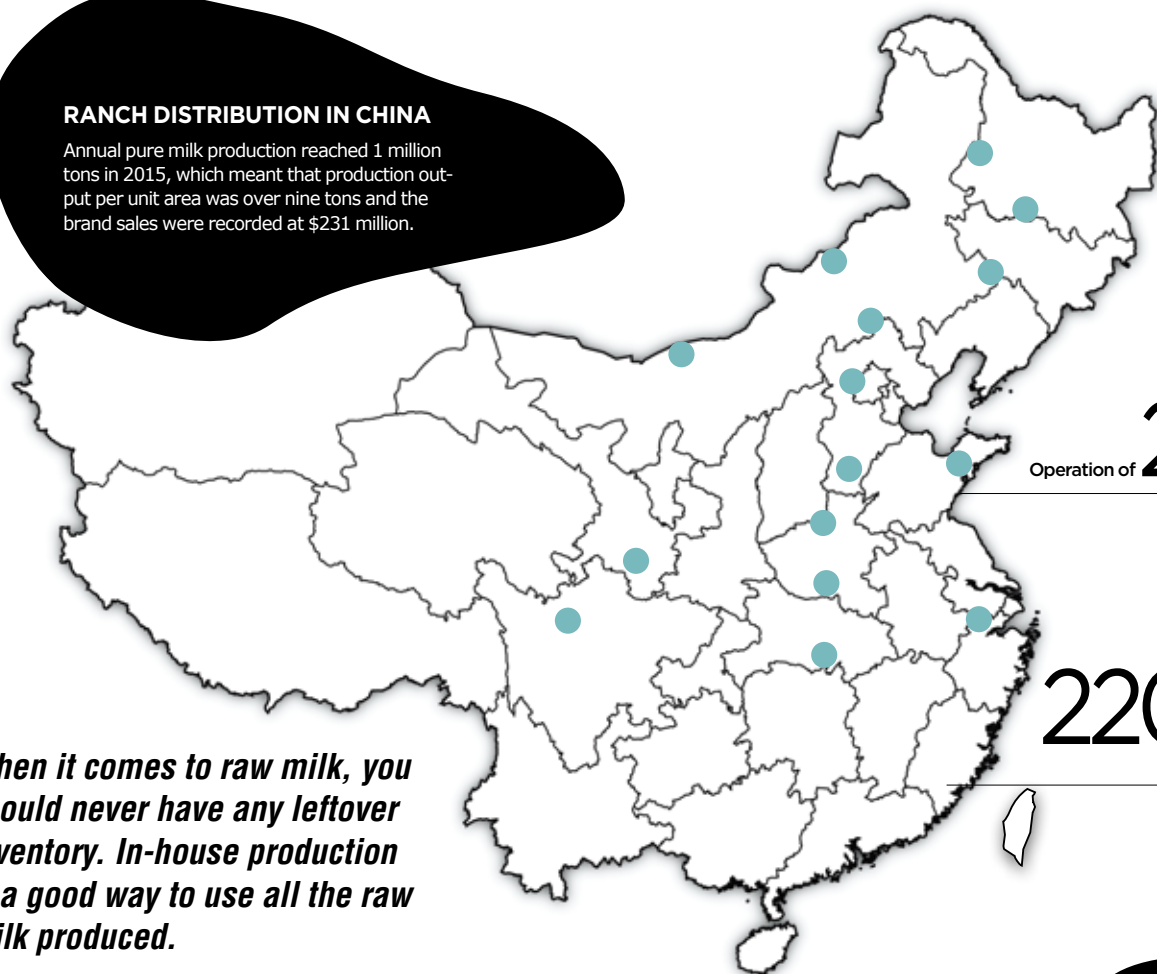 RANCH DISTRIBUTION IN CHINA
Annual pure milk production reached 1 million
tons in 2015, which meant that production out-
put per unit area was over nine tons and the
brand sales were recorded at $231 million.
Operation of
22
hen it comes to raw milk, you
ould never have any leftover
ventory. In-house production
a good way to use all the raw
ilk produced.